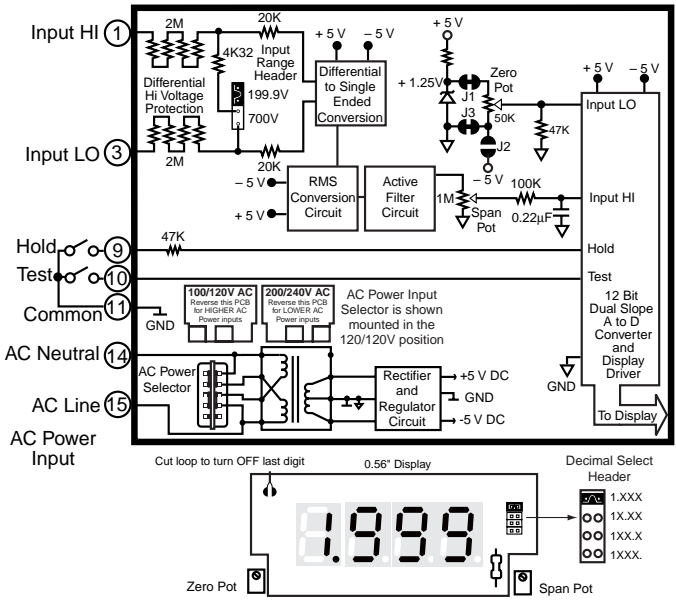 Input HI 1
2M
20K
4K32
Input
Range
Header
Differential
Hi Voltage
Protection
199.9V
700V
Input LO 3
2M
20K
+ 5 V
– 5 V
Differential
to Single
Ended
Conversion
+ 5 V
+ 1.25V
J1
J3
J2
Zero
Pot
50K
47K
– 5 V
+ 5 V
– 5 V
Input LO
– 5 V
+ 5 V
RMS
Conversion
Circuit
Active
Filter
Circuit
1M
Span
Pot
100K
0.22µF
Input HI
Hold 9
47K
Hold
Test 10
Test
Common 11
GND
100/120V AC
Reverse this PCB
for HIGHER AC
Power inputs
200/240V AC
Reverse this PCB
for LOWER AC
Power inputs
AC Power Input
Selector is shown
mounted in the
120/120V position
12 Bit
Dual Slope
A to D
Converter
and
Display
Driver
GND
To Display
AC Neutral 14
AC Power
Selector
AC Line 15
AC Power
Input
Rectifier
and
Regulator
Circuit
+5 V DC
GND
-5 V DC
Cut loop to turn OFF last digit
0.56" Display
1.999
Zero Pot
Span Pot
Decimal Select
Header
1.XXX
1X.XX
1XX.X
1XXX.